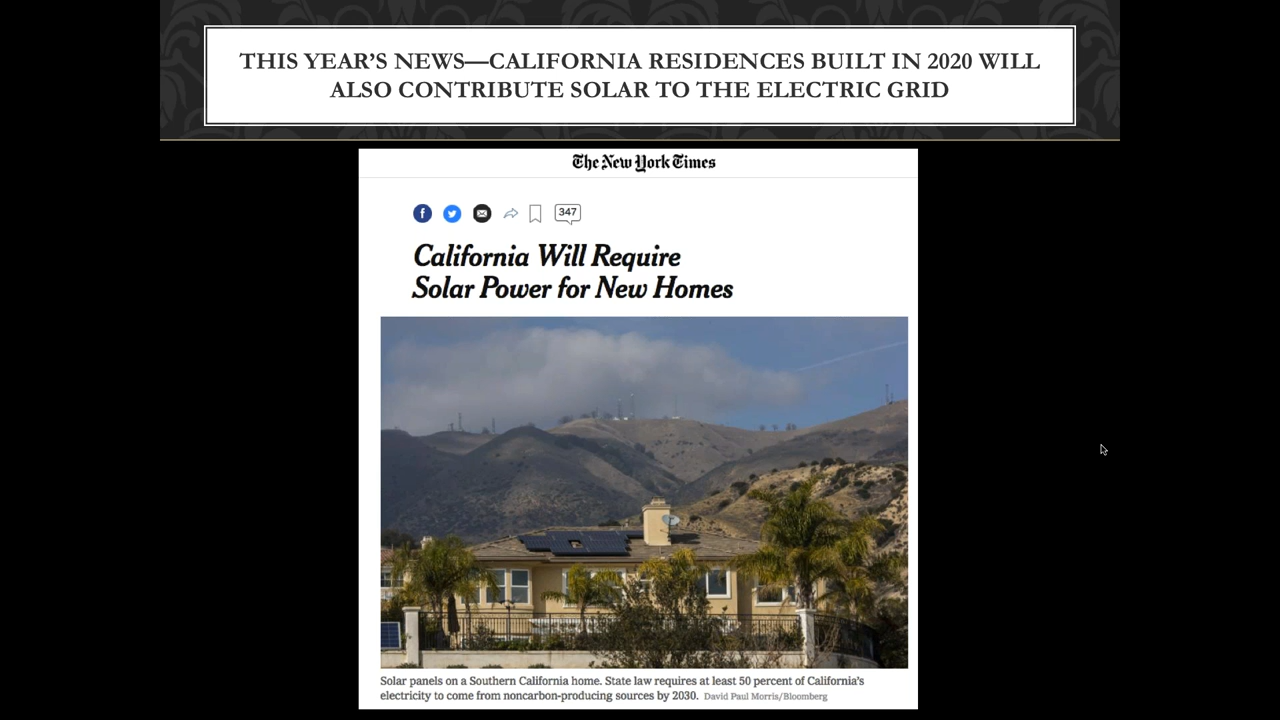 THIS YEAR'S NEWS—CALIFORNIA RESIDENCES BUILT IN 2020 WILL
ALSO CONTRIBUTE SOLAR TO THE ELECTRIC GRID
The New York Times
347
California Will Require
Solar Power for New Homes
Solar panels on a Southern California home. State law requires at least 50 percent of California's
electricity to come from noncarbon-producing sources by 2030. David Paul Morris/Bloomberg